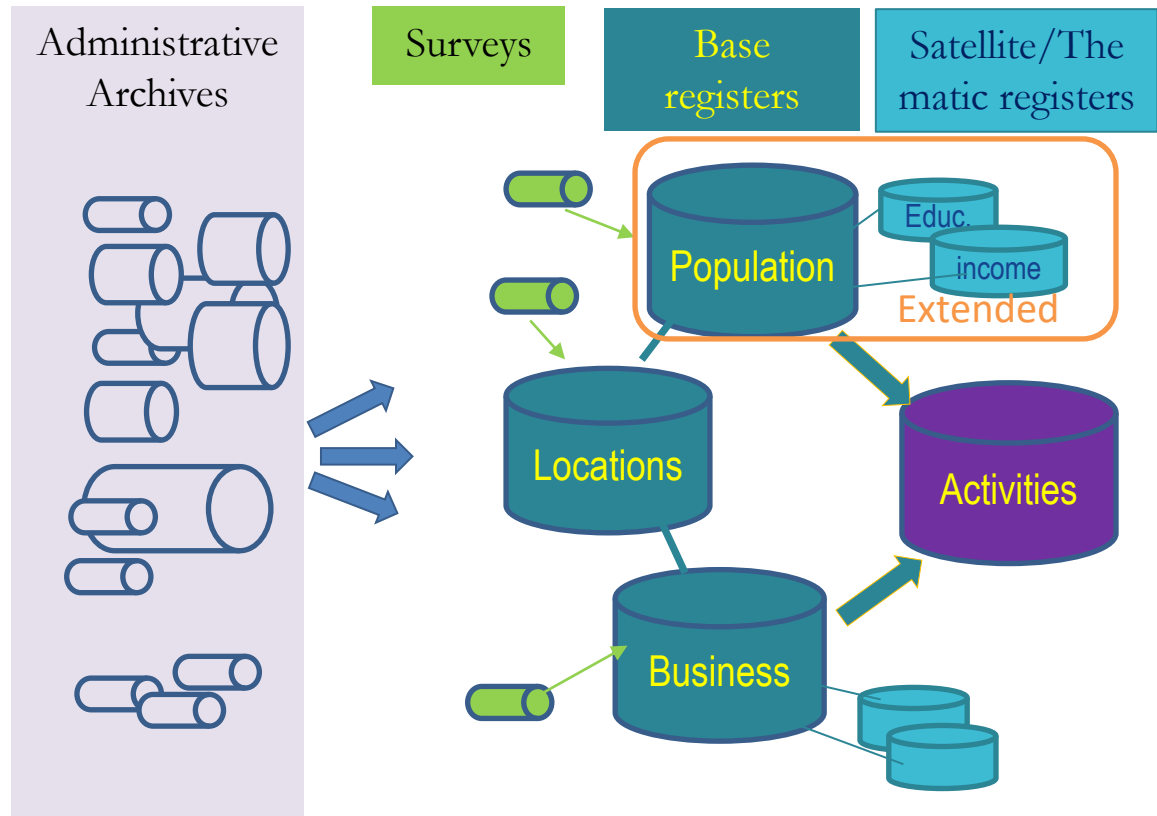 Administrative
Archives
Surveys
Base
registers
Satellite/The
matic registers
Educ.
Population
income
Extended
Locations
Activities
Business